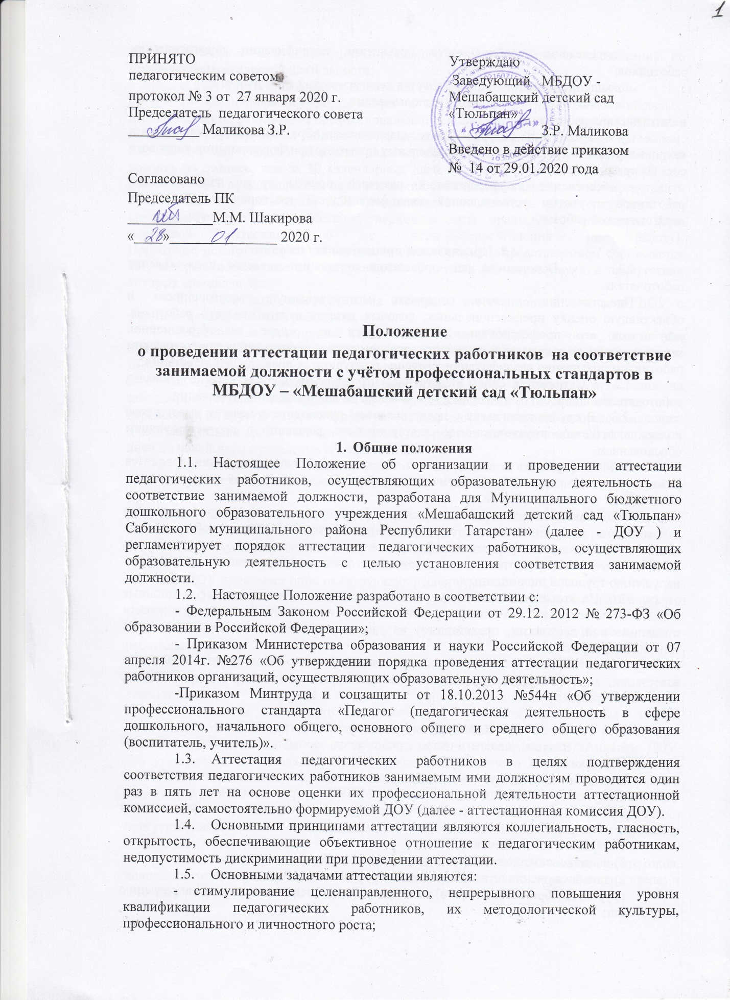 1
ПРИНЯТО
педагогическим советом
протокол № 3 от 27 января 2020 г.
Председатель педагогического совета
__________ Маликова З.Р.
Утверждаю
Заведующий МБДОУ -
Мешабашский детский сад
«Тюльпан»
_____________З.Р. Маликова
Введено в действие приказом
№ 14 от 29.01.2020 года
Согласовано
Председатель ПК
____________М.М. Шакирова
«28» 01 2020 г.
Положение
о проведении аттестации педагогических работников на соответствие
занимаемой должности с учётом профессиональных стандартов в
МБДОУ – «Мешабашский детский сад «Тюльпан»
1. Общие положения
1.1. Настоящее Положение об организации и проведении аттестации
педагогических работников, осуществляющих образовательную деятельность на
соответствие занимаемой должности, разработана для Муниципального бюджетного
дошкольного образовательного учреждения «Мешабашский детский сад «Тюльпан»
Сабинского муниципального района Республики Татарстан» (далее - ДОУ ) и
регламентирует порядок аттестации педагогических работников, осуществляющих
образовательную деятельность с целью установления соответствия занимаемой
должности.
1.2. Настоящее Положение разработано в соответствии с:
- Федеральным Законом Российской Федерации от 29.12. 2012 № 273-ФЗ «Об
образовании в Российской Федерации»;
- Приказом Министерства образования и науки Российской Федерации от 07
апреля 2014г. №276 «Об утверждении порядка проведения аттестации педагогических
работников организаций, осуществляющих образовательную деятельность»;
-Приказом Минтруда и соцзащиты от 18.10.2013 №544н «Об утверждении
профессионального стандарта «Педагог (педагогическая деятельность в сфере
дошкольного, начального общего, основного общего и среднего общего образования
(воспитатель, учитель)».
1.3. Аттестация педагогических работников в целях подтверждения
соответствия педагогических работников занимаемым ими должностям проводится один
раз в пять лет на основе оценки их профессиональной деятельности аттестационной
комиссией, самостоятельно формируемой ДОУ (далее - аттестационная комиссия ДОУ).
1.4. Основными принципами аттестации являются коллегиальность, гласность,
открытость, обеспечивающие объективное отношение к педагогическим работникам,
недопустимость дискриминации при проведении аттестации.
1.5. Основными задачами аттестации являются:
- стимулирование целенаправленного, непрерывного повышения уровня
квалификации педагогических работников, их методологической культуры,
профессионального и личностного роста;